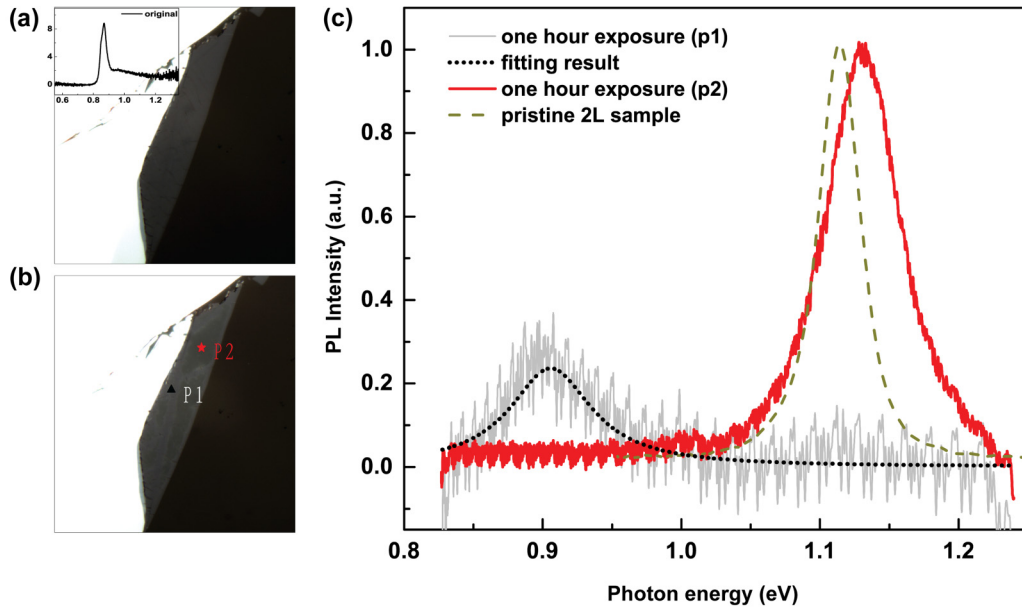 (a)
original
8
4
0
0.6 0.8 1.0 1.2
(b)
P2
P1
(c)
one hour exposure (p1)
fitting result
one hour exposure (p2)
pristine 2L sample
PL Intensity (a.u.)
1.0
0.8
0.6
0.4
0.2
0.0
0.8 0.9 1.0 1.1 1.2
Photon energy (eV)